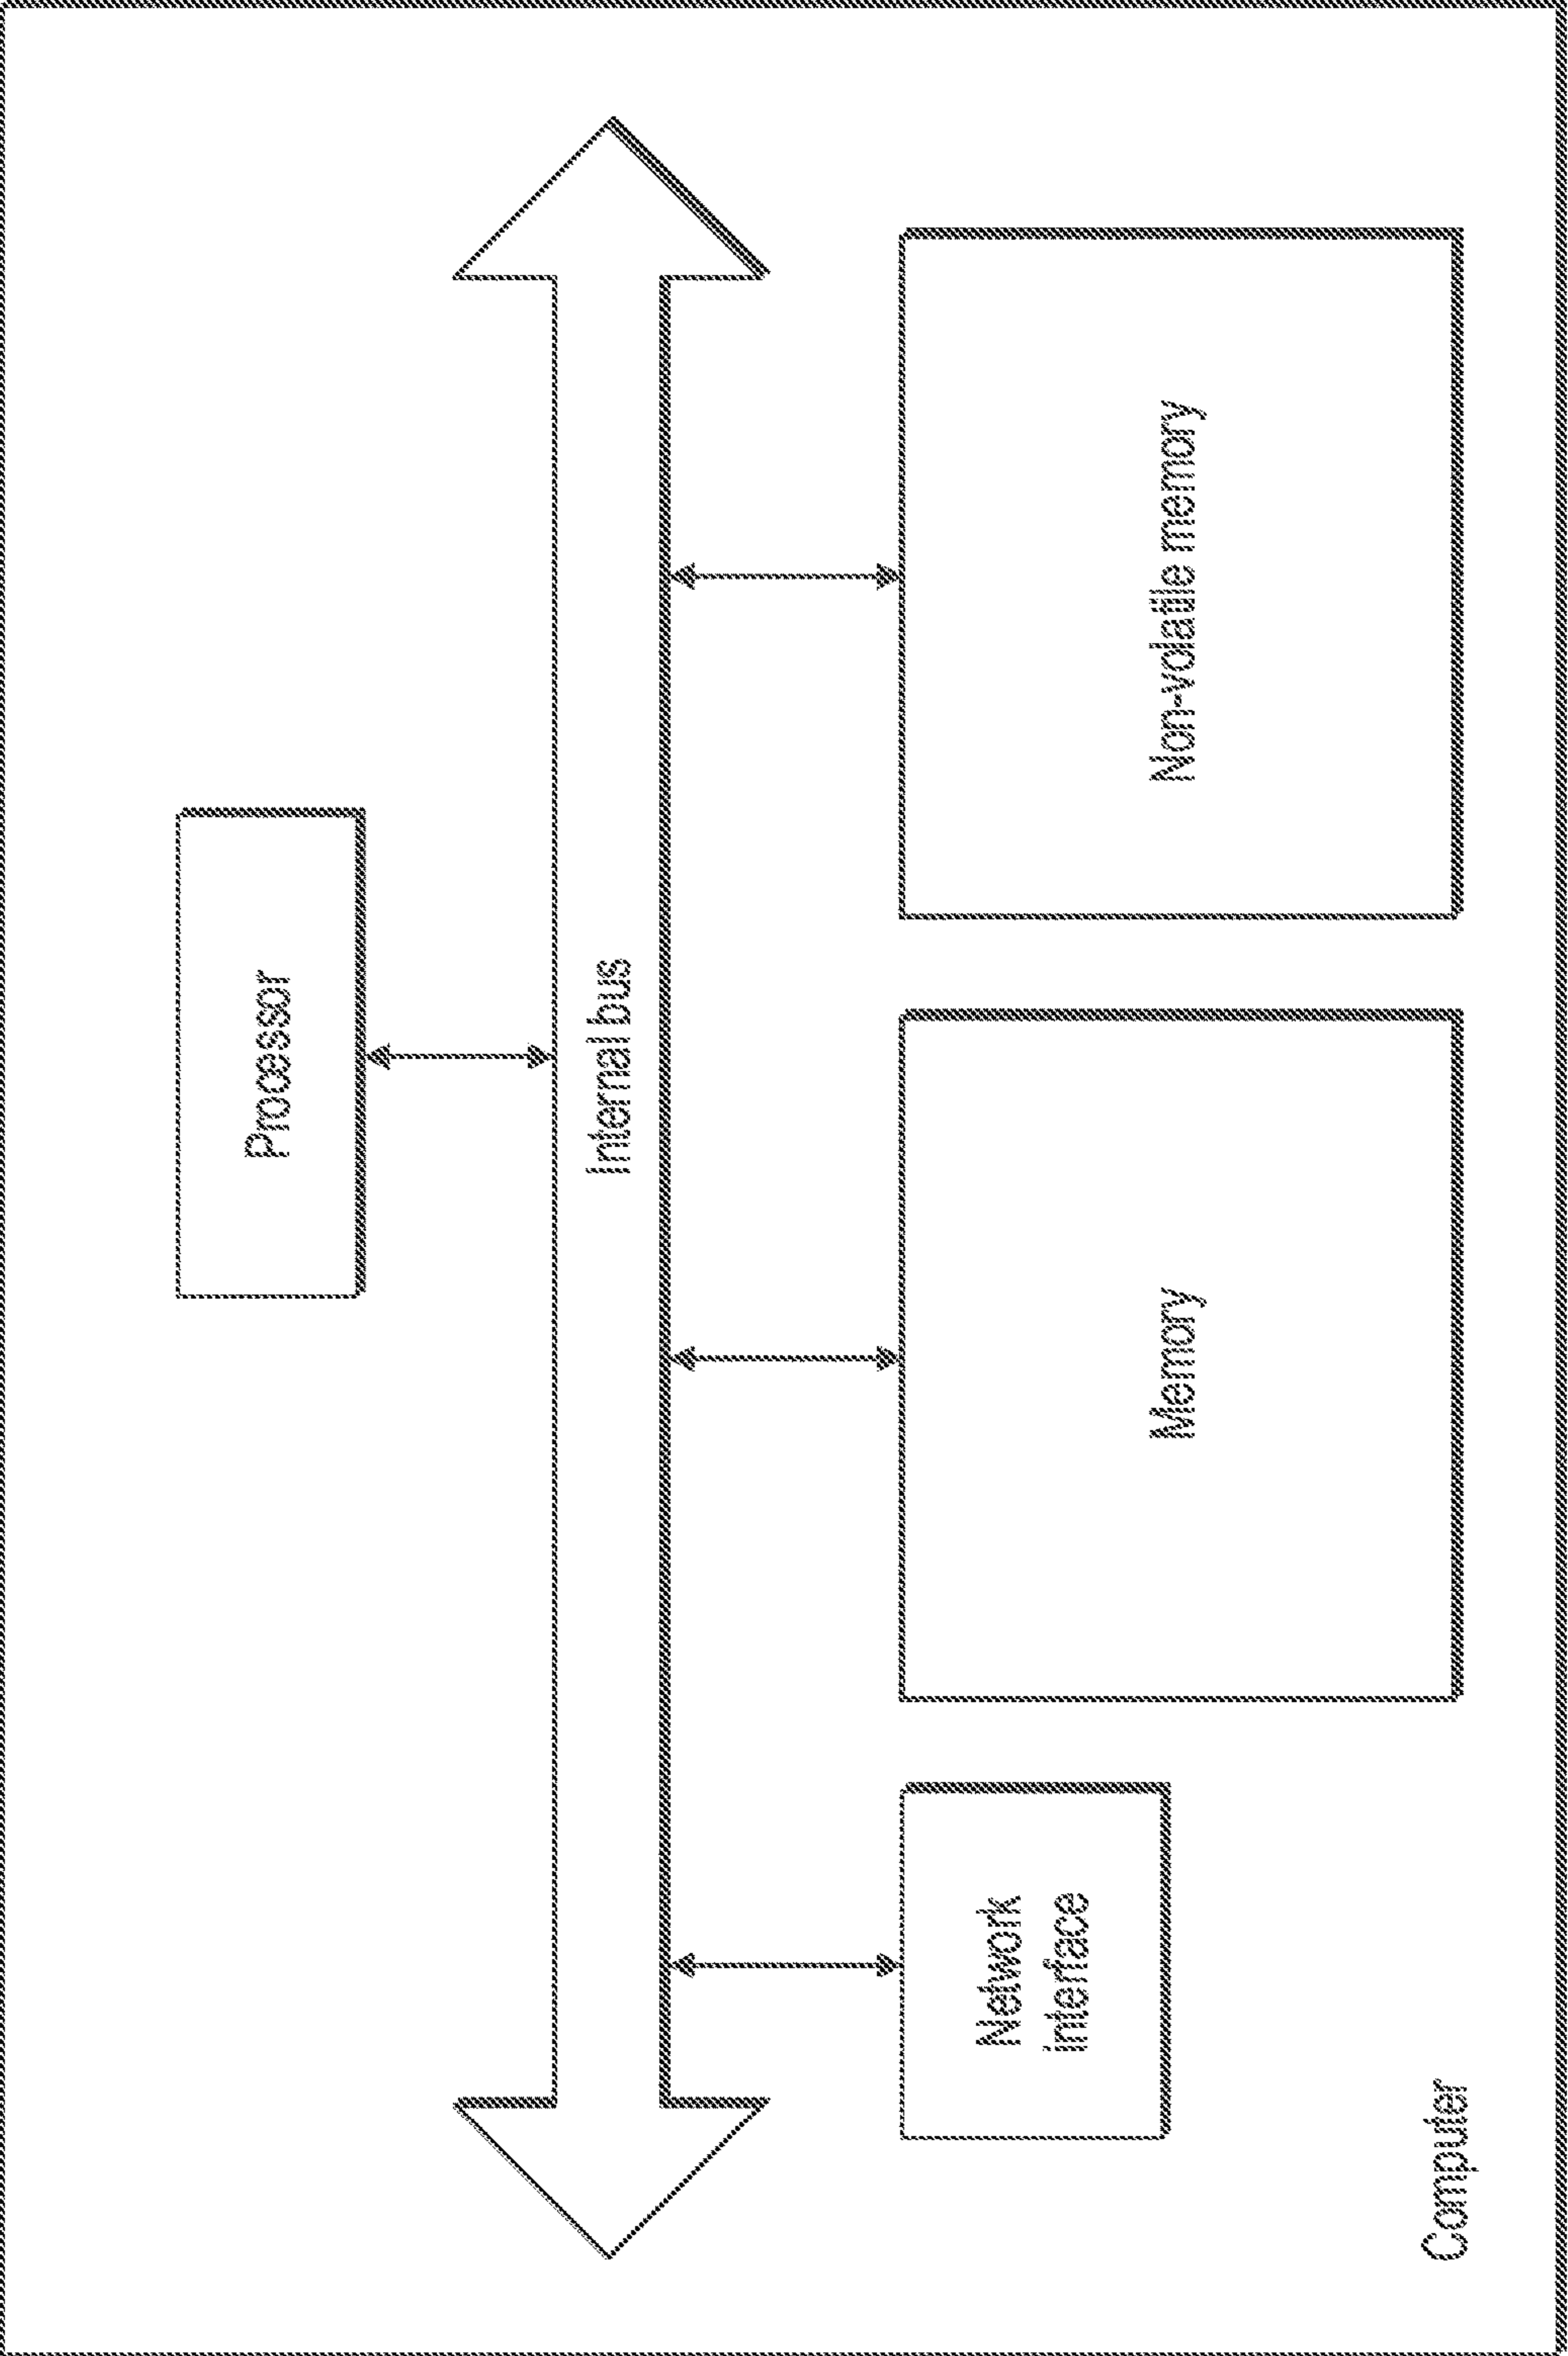 Processor
Internal bus
Network
interface
Memory
Non-volatile memory
Computer